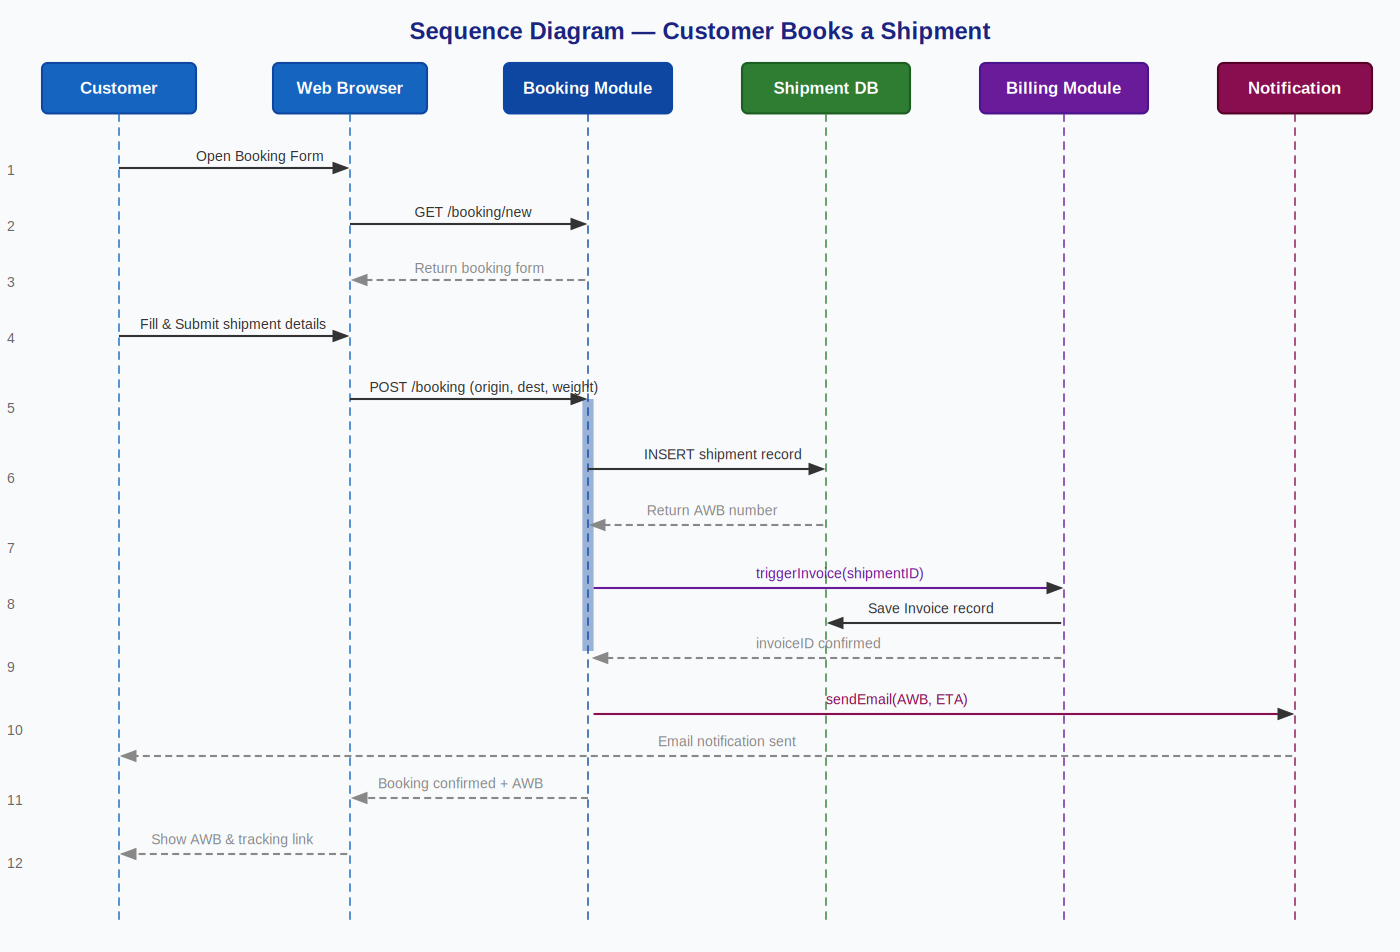 Sequence Diagram — Customer Books a Shipment
Customer
Web Browser
Booking Module
Shipment DB
Billing Module
Notification
Open Booking Form
1
GET /booking/new
2
Return booking form
3
Fill & Submit shipment details
4
POST /booking (origin, dest, weight)
5
INSERT shipment record
6
Return AWB number
7
triggerInvoice(shipmentID)
8
Save Invoice record
invoiceID confirmed
9
sendEmail(AWB, ETA)
10
Email notification sent
Booking confirmed + AWB
11
Show AWB & tracking link
12